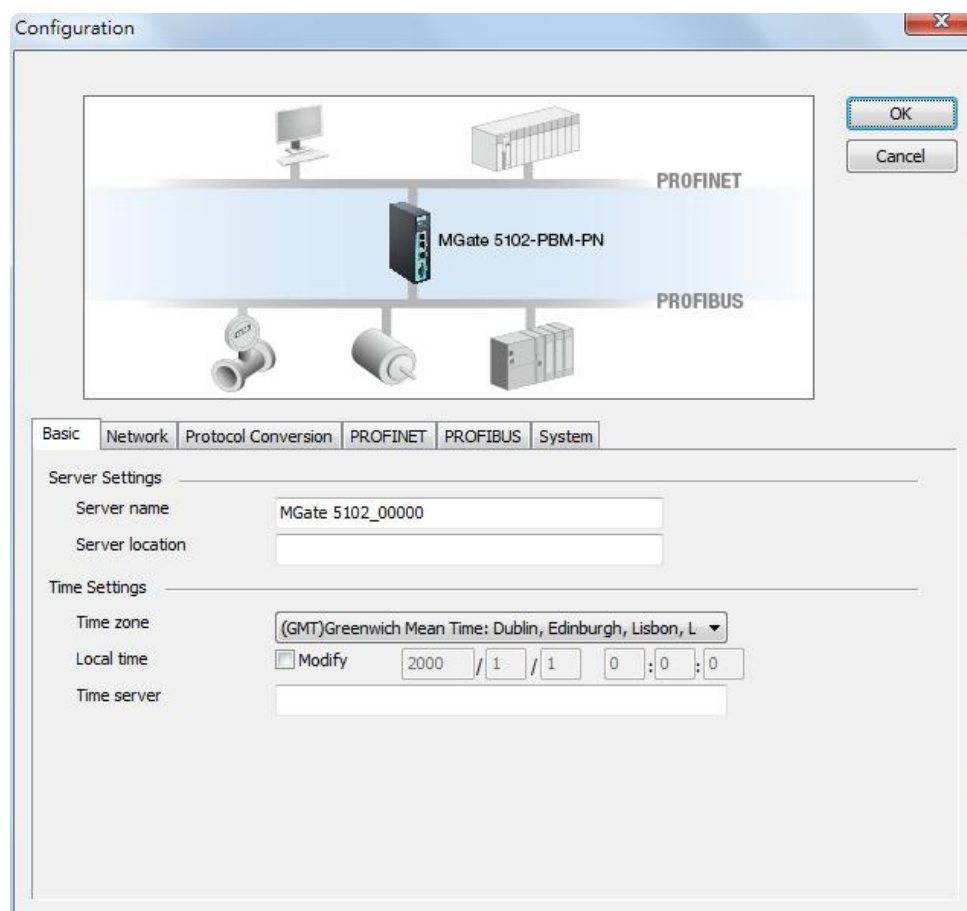 Configuration
OK
Cancel
PROFINET
MGate 5102-PBM-PN
PROFIBUS
Basic Network Protocol Conversion PROFINET PROFIBUS System
Server Settings
Server name MGate 5102_00000
Server location
Time Settings
Time zone (GMT)Greenwich Mean Time: Dublin, Edinburgh, Lisbon, L
Local time Modify 2000 / 1 / 1 0 : 0 : 0
Time server